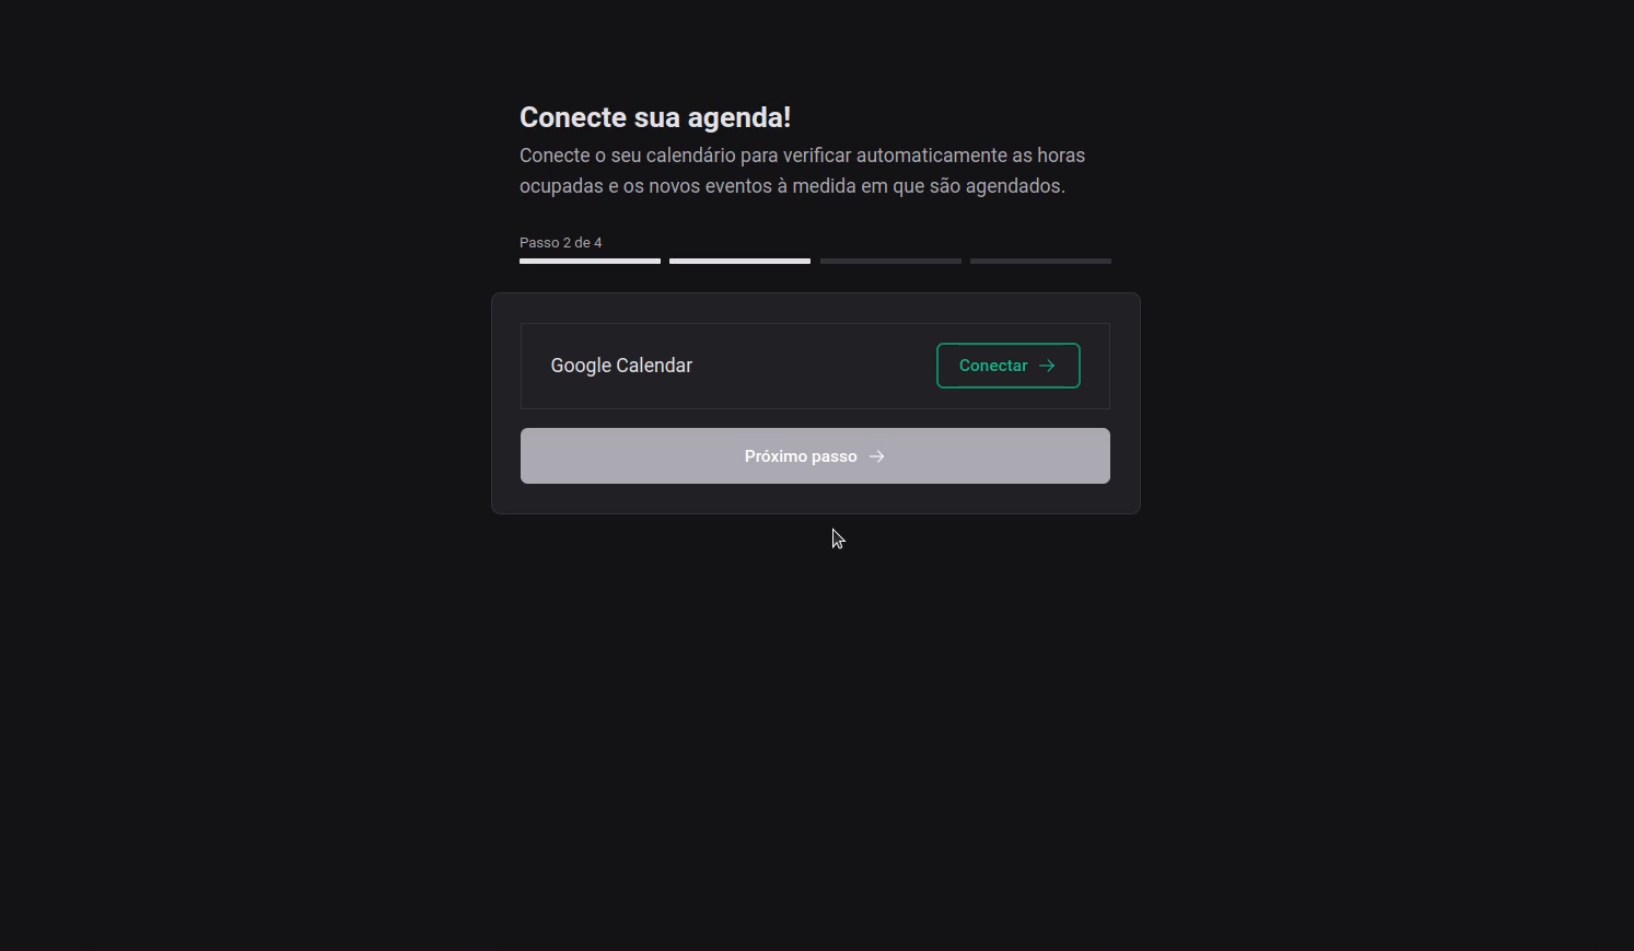 Conecte sua agenda!
Conecte o seu calendário para verificar automaticamente as horas
ocupadas e os novos eventos à medida em que são agendados.
Passo 2 de 4
Google Calendar
Conectar
Próximo passo